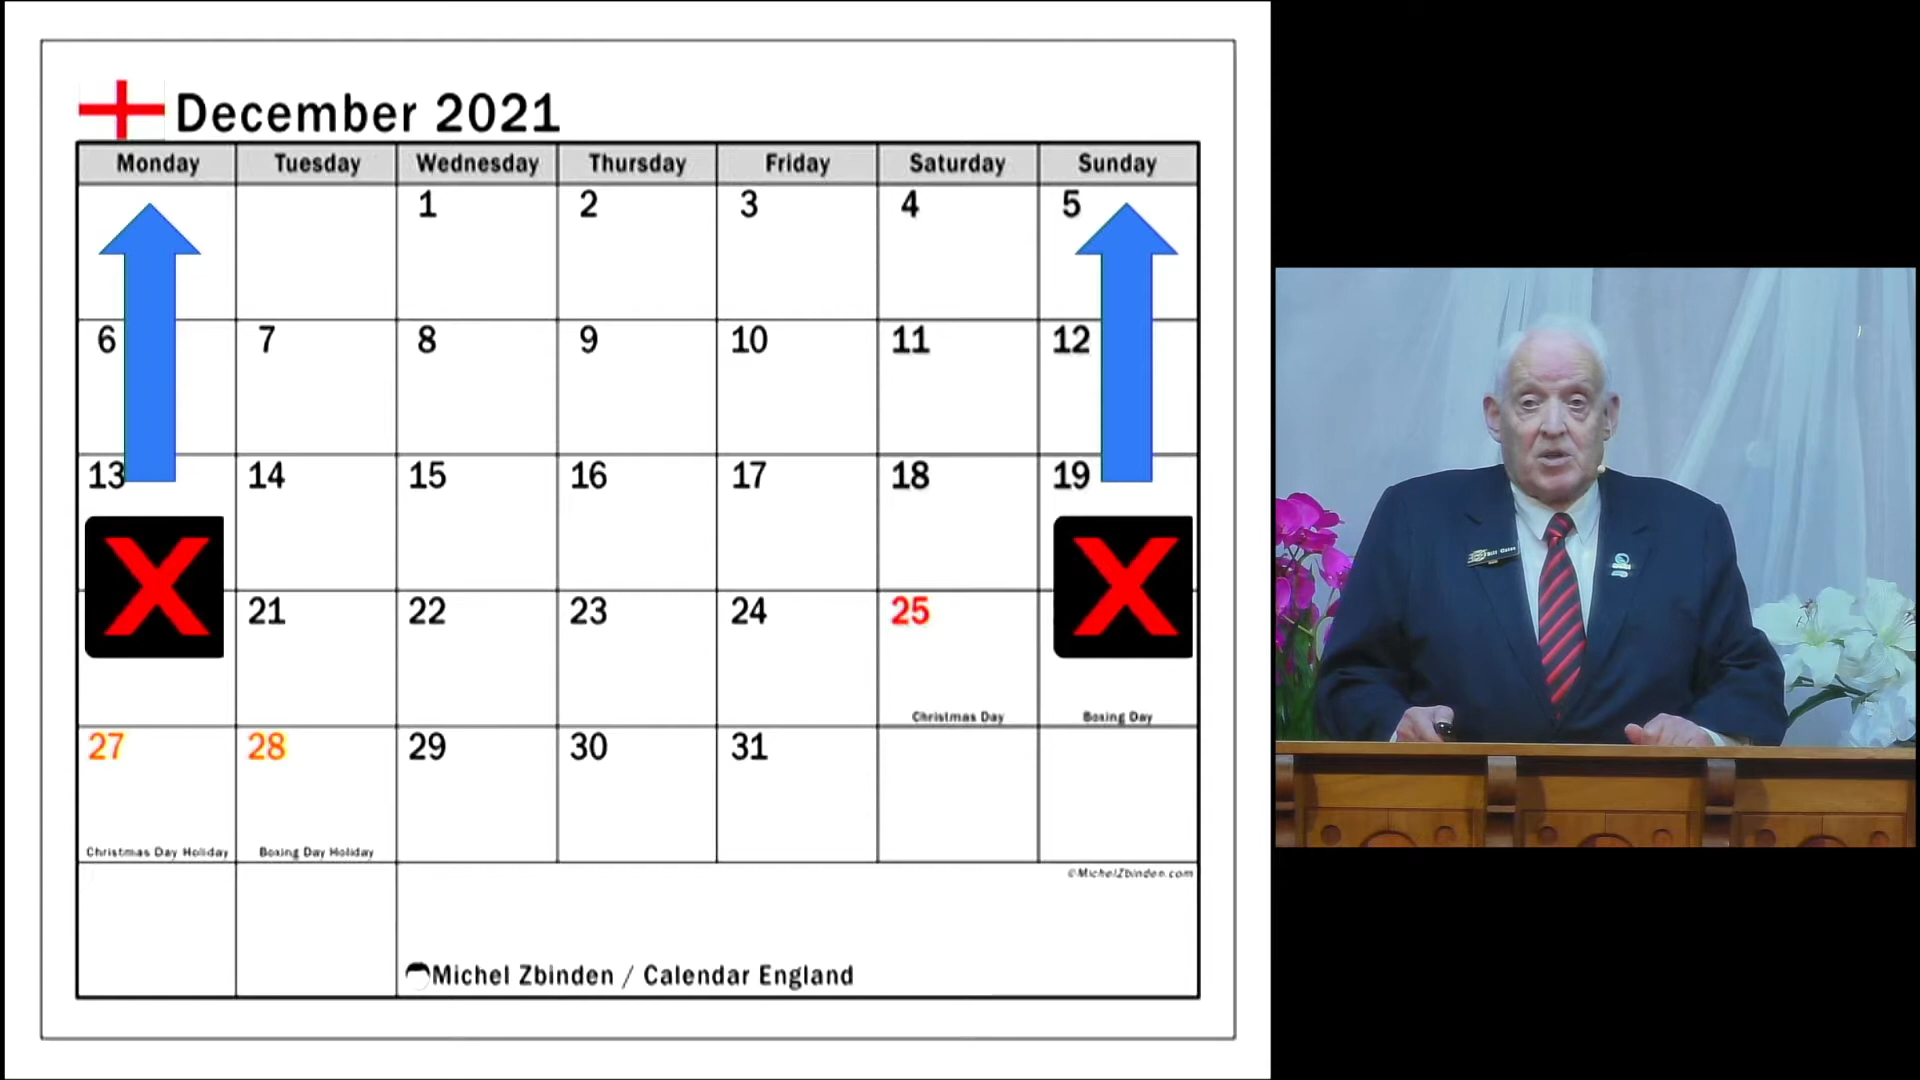 December 2021
Monday Tuesday Wednesday Thursday Friday Saturday Sunday
1 2 3 4 5
6 7 8 9 10 11 12
13 14 15 16 17 18 19
X X
21 22 23 24 25
Christmas Day Boxing Day
27 28 29 30 31
Christmas Day Holiday Boxing Day Holiday
©MichelZbinden.com
Michel Zbinden / Calendar England